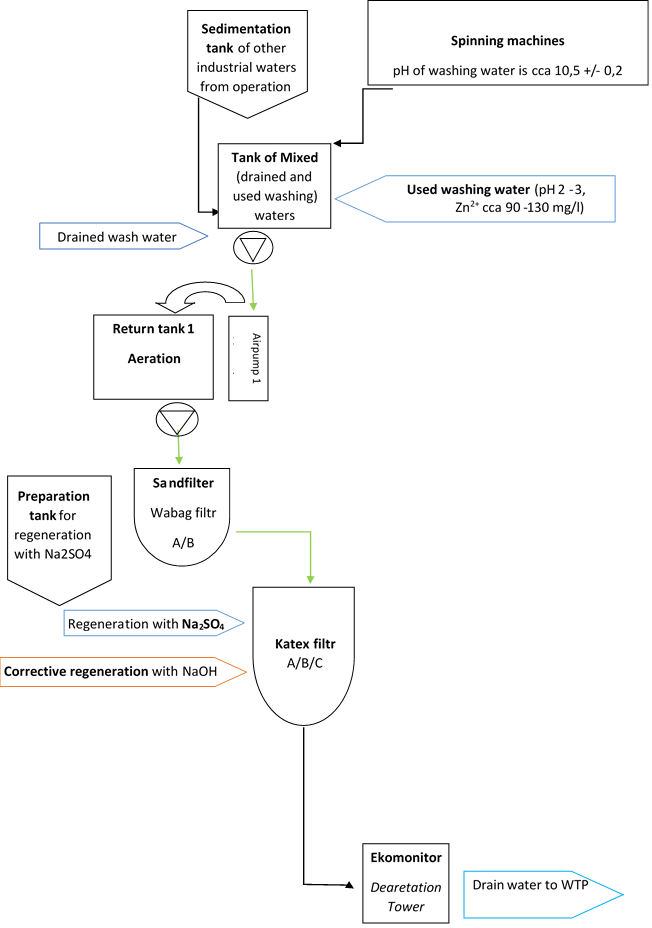 Sedimentation
tank of other
industrial waters
from operation
Spinning machines
pH of washing water is cca 10,5 +/- 0,2
Tank of Mixed
(drained and
used washing)
waters
Used washing water (pH 2 -3,
Zn²⁺ cca 90 -130 mg/l)
Drained wash water
Return tank 1
Aeration
Airpump 1
Sandfilter
Wabag filtr
A/B
Preparation
tank for
regeneration
with Na2SO4
Regeneration with Na₂SO₄
Katex filtr
A/B/C
Corrective regeneration with NaOH
Ekomonitor
Dearetation
Tower
Drain water to WTP